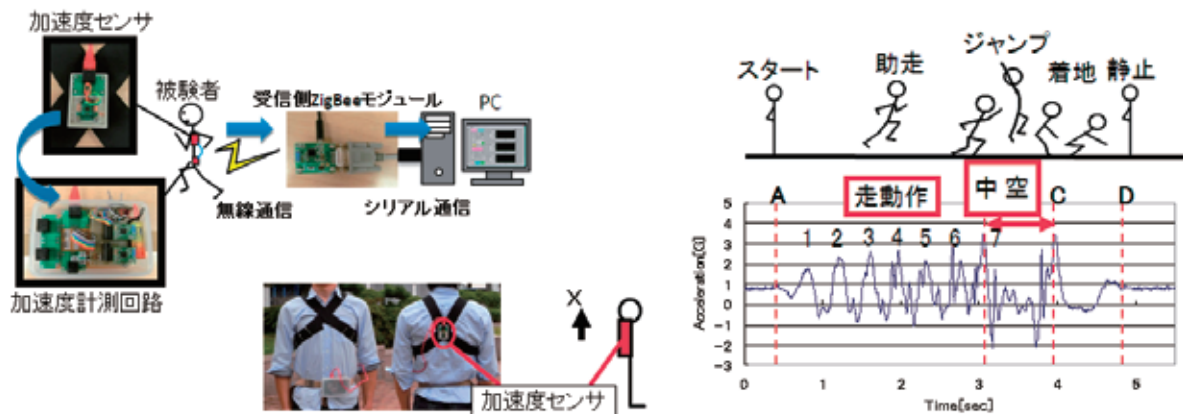 加速度センサ
被験者
受信側ZigBeeモジュール
PC
無線通信
シリアル通信
加速度計測回路
X
加速度センサ
スタート
助走
ジャンプ
着地
静止
A
走動作
中空
C
D
1 2 3 4 5 6 7
Acceleration[G]
5
4
3
2
1
0
-1
-2
-3
0 1 2 3 4 5
Time[sec]